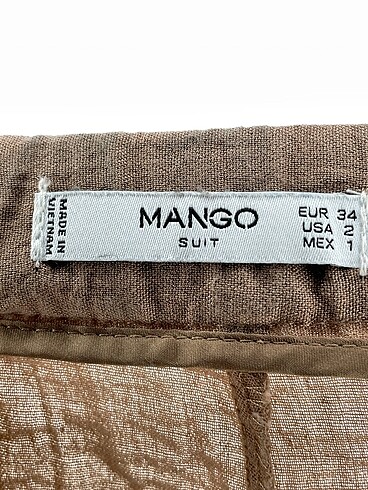 MADE IN
VIETNAM
MANGO
SUIT
EUR 34
USA 2
MEX 1